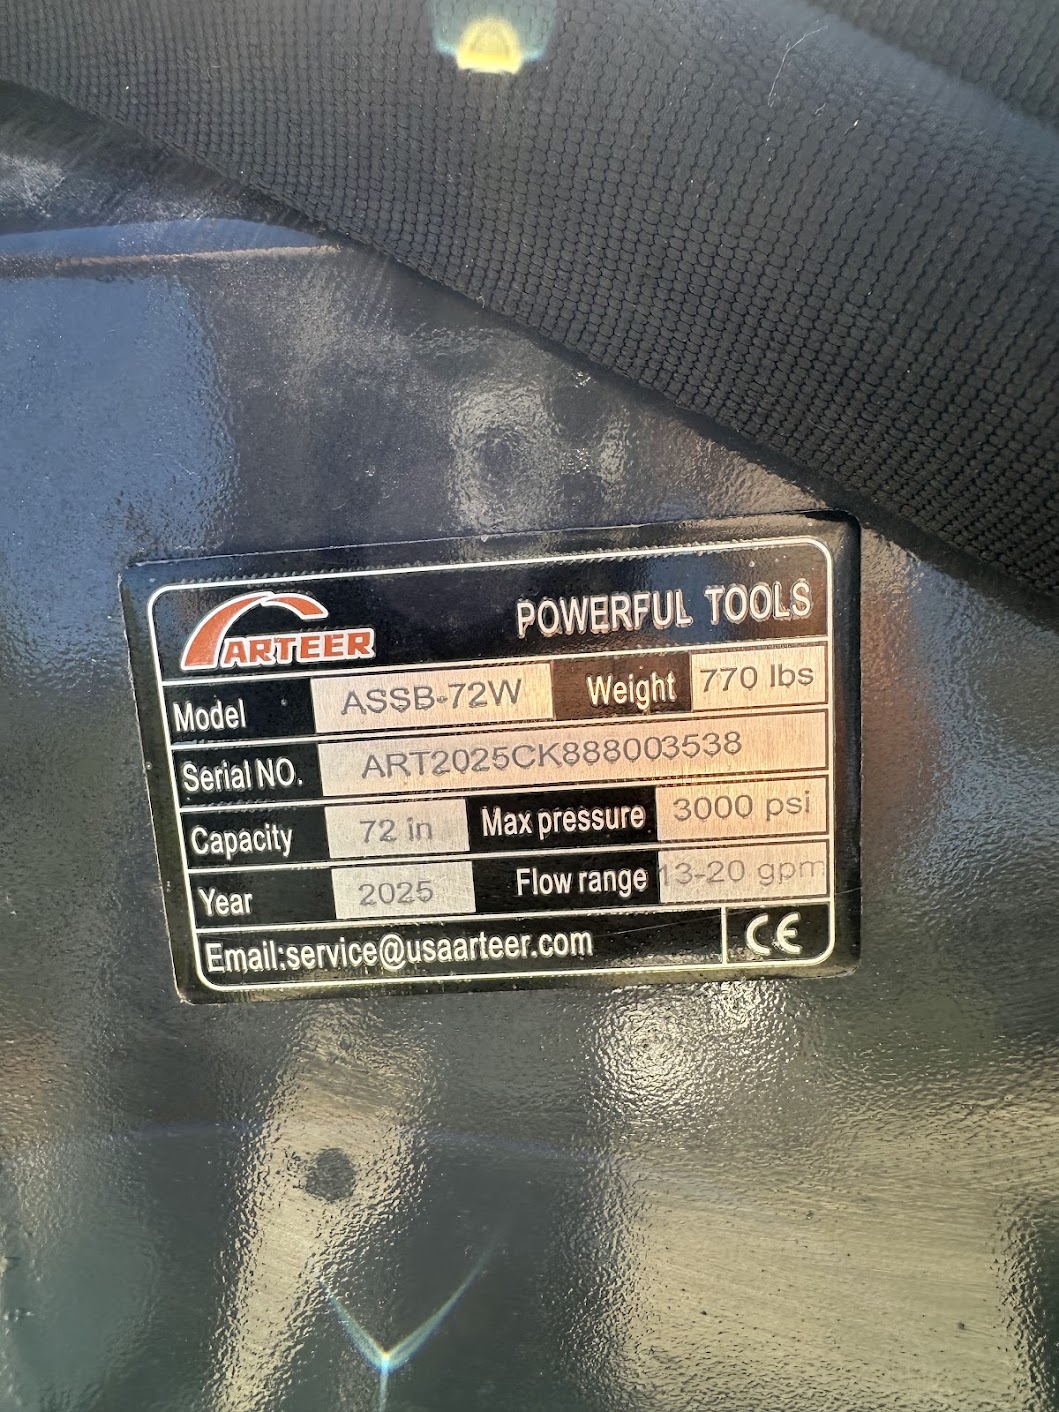 ARTEER POWERFUL TOOLS
Model ASSB-72W Weight 770 lbs
Serial NO. ART2025CK888003538
Capacity 72 in Max pressure 3000 psi
Year 2025 Flow range 13-20 gpm
Email:service@usaarteer.com CE